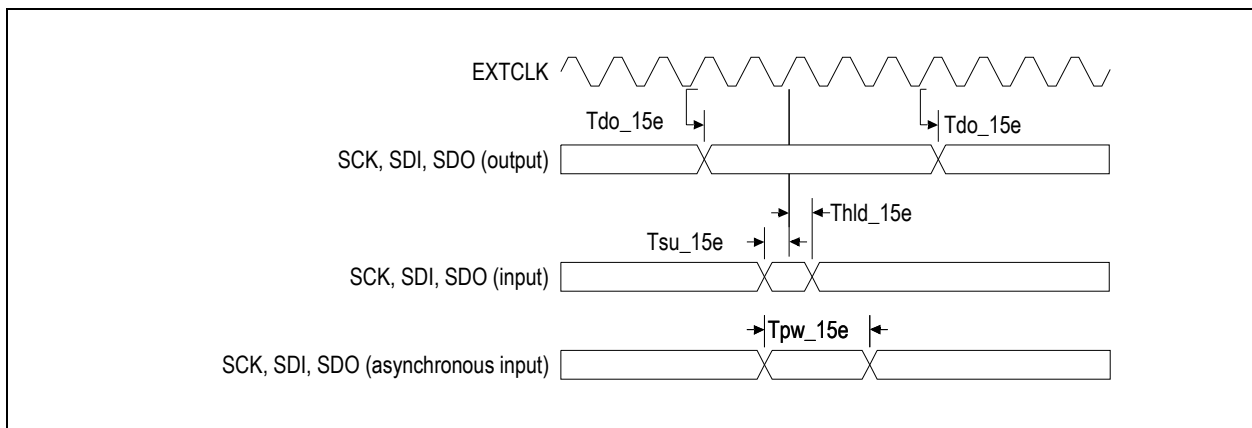 EXTCLK
Tdo_15e
Tdo_15e
SCK, SDI, SDO (output)
Thld_15e
Tsu_15e
SCK, SDI, SDO (input)
Tpw_15e
SCK, SDI, SDO (asynchronous input)